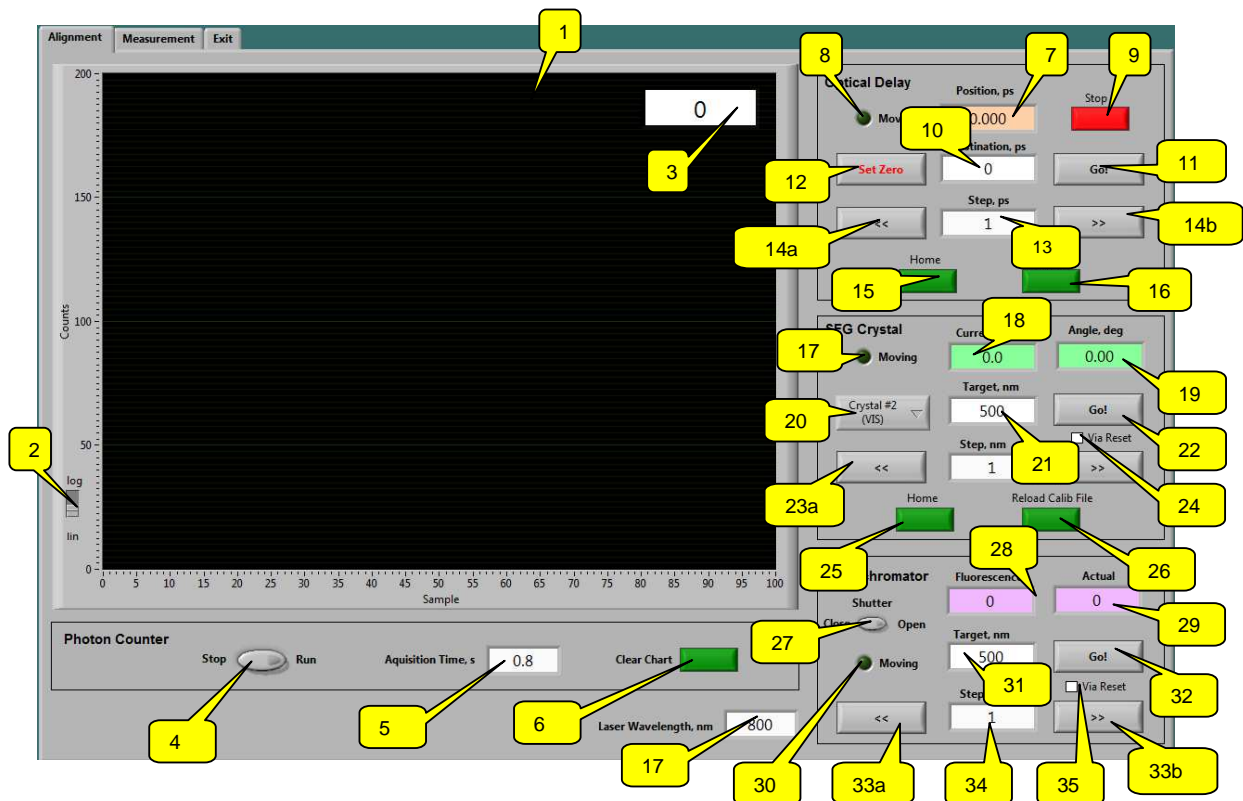 Alignment Measurement Exit
1
200
0
3
150
100
50
0
Counts
log
lin
2
0 5 10 15 20 25 30 35 40 45 50 55 60 65 70 75 80 85 90 95 100
Sample
Photon Counter
Stop Run
4
Aquisition Time, s 0.8
5
Clear Chart
6
Laser Wavelength, nm 800
17
8 7 9
Optical Delay
Position, ps
Stop
0.000
10
0
Set Zero
Go!
12
11
Step, ps
<< 1 >>
14a 13 14b
Home
15 16
Crystal
18
Angle, deg
17
Moving
0.0 0.00
19
Target, nm
Crystal #2
(VIS)
500
Go!
20
21
22
Via Reset
Step, nm
<< 1 >>
23a
24
Home Reload Calib File
25 26
28
Actual
0 0
29
Shutter
Open
27
Target, nm
Moving
500
Go!
31
32
Via Reset
<< 1 >>
30 33a 34 35 33b